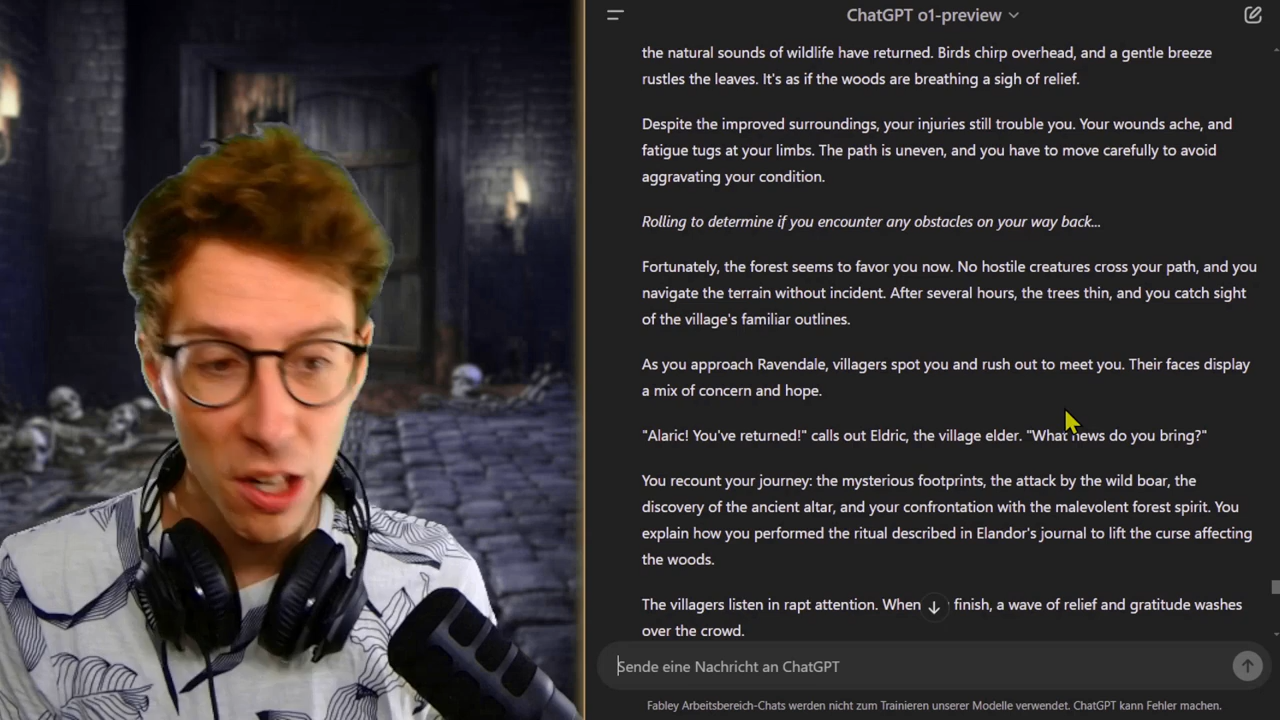 ChatGPT o1-preview
the natural sounds of wildlife have returned. Birds chirp overhead, and a gentle breeze
rustles the leaves. It's as if the woods are breathing a sigh of relief.
Despite the improved surroundings, your injuries still trouble you. Your wounds ache, and
fatigue tugs at your limbs. The path is uneven, and you have to move carefully to avoid
aggravating your condition.
Rolling to determine if you encounter any obstacles on your way back...
Fortunately, the forest seems to favor you now. No hostile creatures cross your path, and you
navigate the terrain without incident. After several hours, the trees thin, and you catch sight
of the village's familiar outlines.
As you approach Ravendale, villagers spot you and rush out to meet you. Their faces display
a mix of concern and hope.
"Alaric! You've returned!" calls out Eldric, the village elder. "What news do you bring?"
You recount your journey: the mysterious footprints, the attack by the wild boar, the
discovery of the ancient altar, and your confrontation with the malevolent forest spirit. You
explain how you performed the ritual described in Elandor's journal to lift the curse affecting
the woods.
The villagers listen in rapt attention. When finish, a wave of relief and gratitude washes
over the crowd.
Sende eine Nachricht an ChatGPT
Fabley Arbeitsbereich-Chats werden nicht zum Trainieren unserer Modelle verwendet. ChatGPT kann Fehler machen.